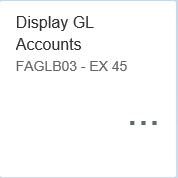 Display GL
Accounts
FAGLB03 - EX 45
...